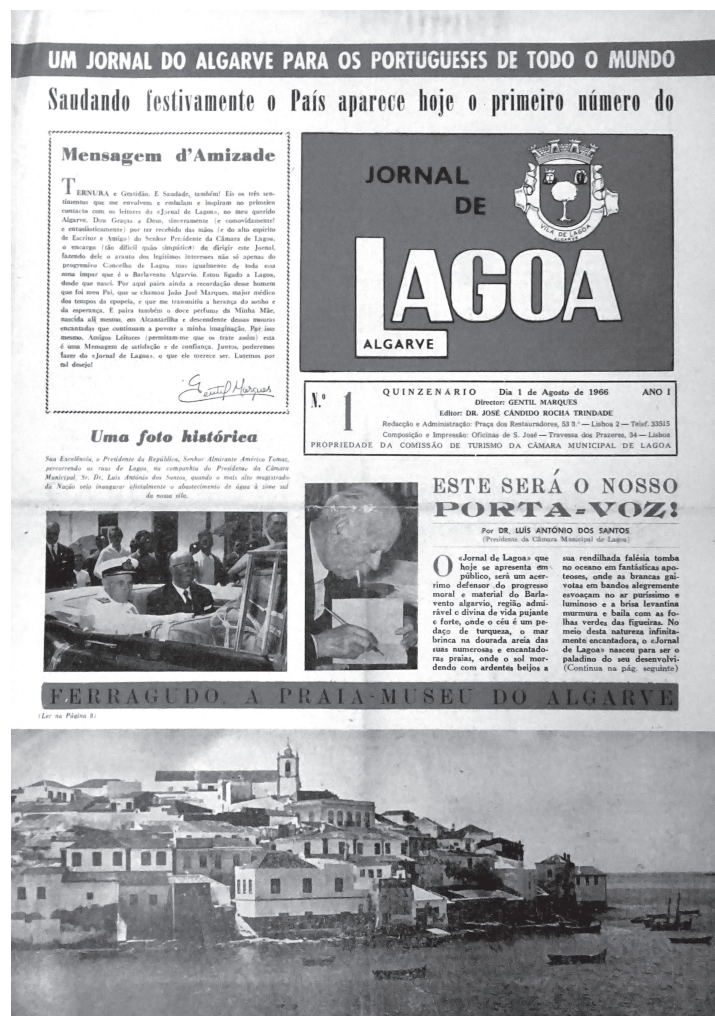 UM JORNAL DO ALGARVE PARA OS PORTUGUESES DE TODO O MUNDO
Saudando festivamente o País aparece hoje o primeiro número do
Mensagem d'Amizade
TERNURA e Gentidão. E Saudade, também! Eis os três sen-
timentos que me envolvem e embalam e inspiram no primeiro
contacto com os leitores do «Jornal de Lagoa», no meu querido
Algarve. Dou Graças a Deus, sinceramente (e comovidamente!
e entusiàsticamente) por ter recebido das mãos (e do alto espírito
de Escritor e Amigo) do Senhor Presidente da Câmara de Lagoa,
o encargo (tão difícil quão simpático) de dirigir este Jornal,
fazendo dele o arauto dos legítimos interesses não só apenas do
progressivo Concelho de Lagoa mas igualmente de toda essa
zona ímpar que é o Barlavento Algarvio. Estou ligado a Lagoa,
desde que nasci. Por aqui paira ainda a recordação desse homem
que foi meu Pai, que se chamou João José Marques, major médico
dos tempos da epopeia, e que me transmitiu a herança do sonho e
da esperança. E paira também o doce perfume da Minha Mãe,
nascida ali mesmo, em Alcantarilha e descendente dessas mouras
encantadas que continuam a povoar a minha imaginação. Por isso
mesmo, Amigos Leitores (permitam-me que os trate assim) esta
é uma Mensagem de satisfação e de confiança. Juntos, poderemos
fazer do «Jornal de Lagoa», o que ele merece ser. Lutemos por
tal desejo!
Gentil Marques
JORNAL
DE
LAGOA
ALGARVE
VILA DE LAGOA
ALGARVE
N.º 1
QUINZENÁRIO Dia 1 de Agosto de 1966 ANO I
Director: GENTIL MARQUES
Editor: DR. JOSÉ CÂNDIDO ROCHA TRINDADE
Redacção e Administração: Praça dos Restauradores, 53 3.º — Lisboa 2 — Telef. 33515
Composição e Impressão: Oficinas de S. José — Travessa dos Prazeres, 34 — Lisboa
PROPRIEDADE DA COMISSÃO DE TURISMO DA CÂMARA MUNICIPAL DE LAGOA
Uma foto histórica
Sua Excelência, o Presidente da República, Senhor Almirante Américo Tomaz,
percorrendo as ruas de Lagoa, na companhia do Presidente da Câmara
Municipal, Sr. Dr. Luís António dos Santos, quando o mais alto magistrado
da Nação veio inaugurar oficialmente o abastecimento de água à zona sul
da nossa vila.
ESTE SERÁ O NOSSO
PORTA-VOZ!
Por DR. LUÍS ANTÓNIO DOS SANTOS
(Presidente da Câmara Municipal de Lagoa)
O «Jornal de Lagoa» que
hoje se apresenta em
público, será um acér-
rimo defensor do progresso
moral e material do Barla-
vento algarvio, região admi-
rável e divina de vida pujante
e forte, onde o céu é um pe-
daço de turqueza, o mar
brinca na dourada areia das
suas numerosas e encantado-
ras praias, onde o sol mor-
dendo com ardentes beijos a
sua rendilhada falésia tomba
no oceano em fantásticas apo-
teoses, onde as brancas gai-
votas em bandos alegremente
esvoaçam no ar puríssimo e
luminoso e a brisa levantina
murmura e baila com as fo-
lhas verdes das figueiras. No
meio desta natureza infinita-
mente encantadora, o «Jornal
de Lagoa» nasceu para ser o
paladino do seu desenvolvi-
(Continua na pág. seguinte)
FERRAGUDO, A PRAIA-MUSEU DO ALGARVE
(Ler na Página 8)